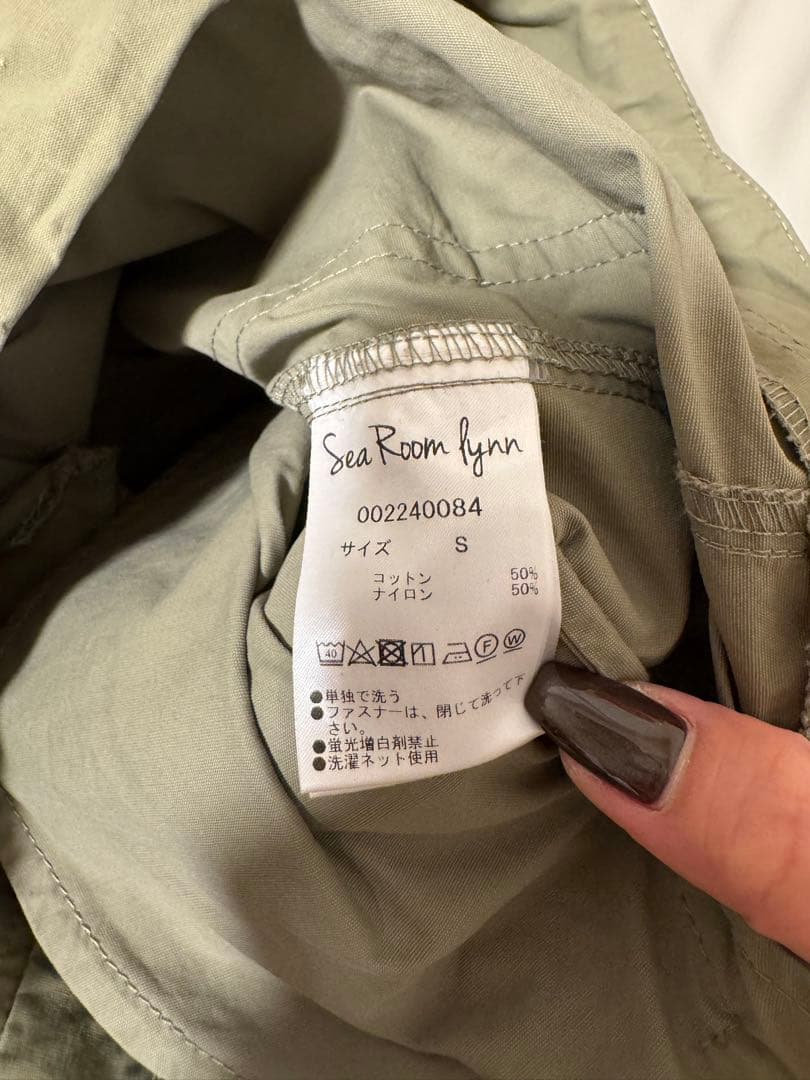 Sea Room lynn
002240084
サイズ S
コットン 50%
ナイロン 50%
40 F W
●単独で洗う
●ファスナーは、閉じて洗って下
さい。
●蛍光増白剤禁止
●洗濯ネット使用